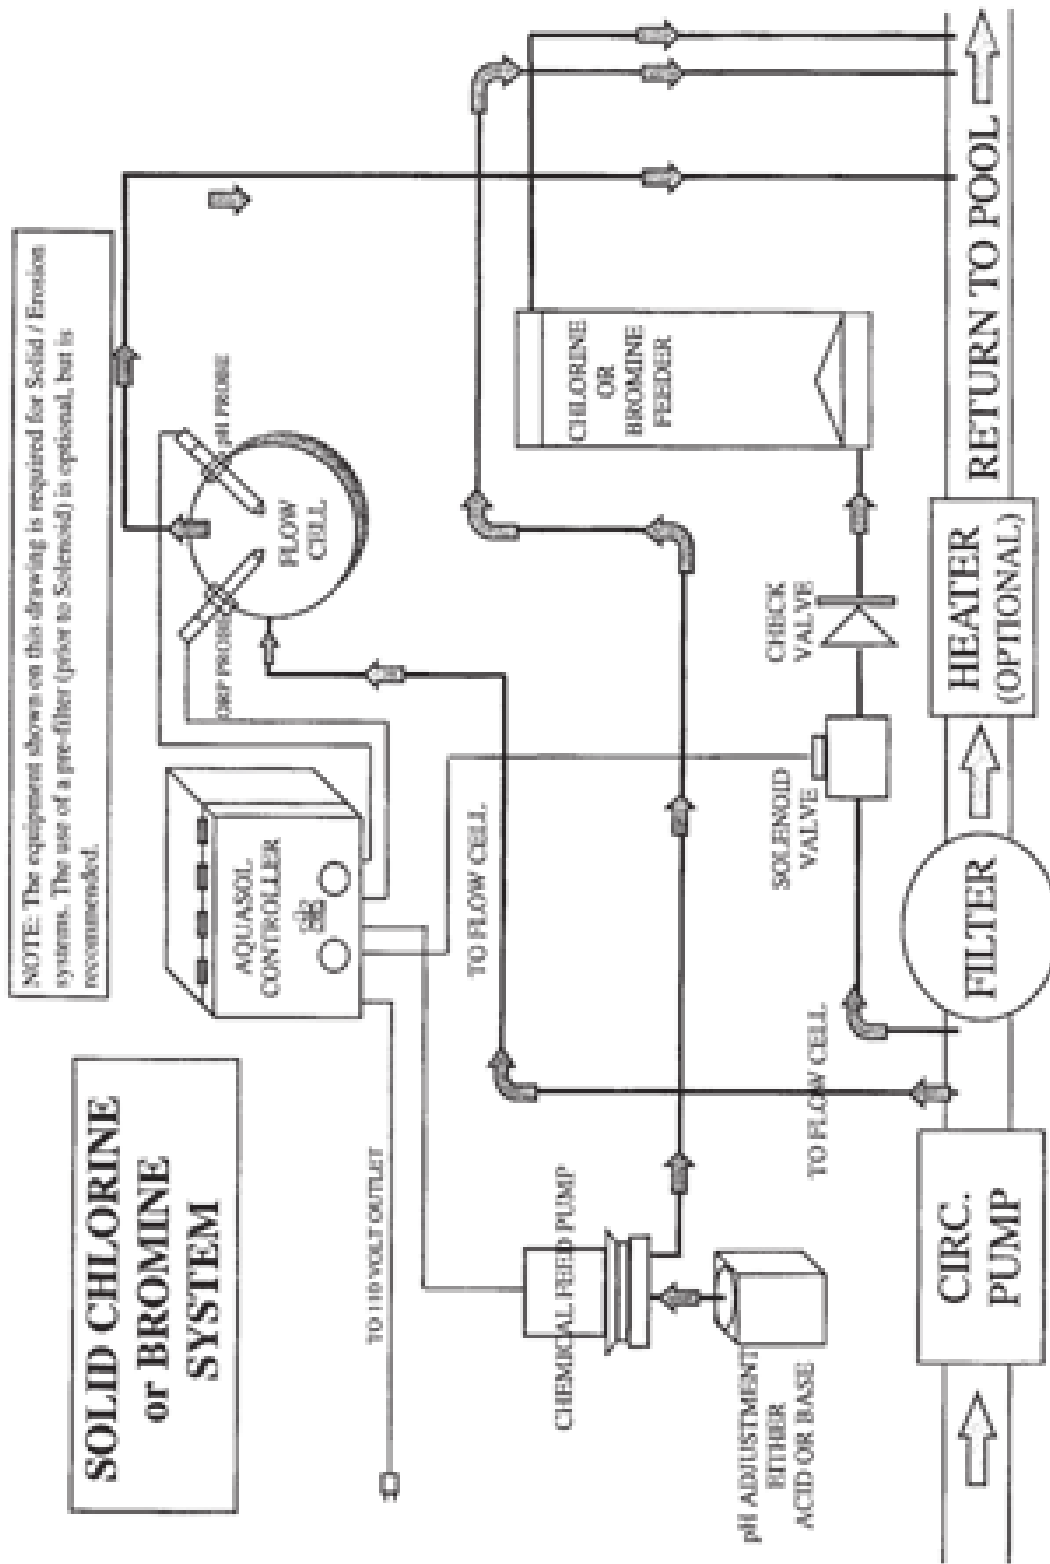 SOLID CHLORINE
or BROMINE
SYSTEM
NOTE: The equipment shown on this drawing is required for Solid / Erosion
systems. The use of a pre-filter (prior to Solenoid) is optional, but is
recommended.
AQUASOL
CONTROLLER
ORP PROBE
pH PROBE
FLOW
CELL
TO 110 VOLT OUTLET
TO FLOW CELL
CHEMICAL FEED PUMP
CHLORINE
OR
BROMINE
FEEDER
pH ADJUSTMENT
EITHER
ACID OR BASE
TO FLOW CELL
SOLENOID
VALVE
CHECK
VALVE
CIRC.
PUMP
FILTER
HEATER
(OPTIONAL)
RETURN TO POOL